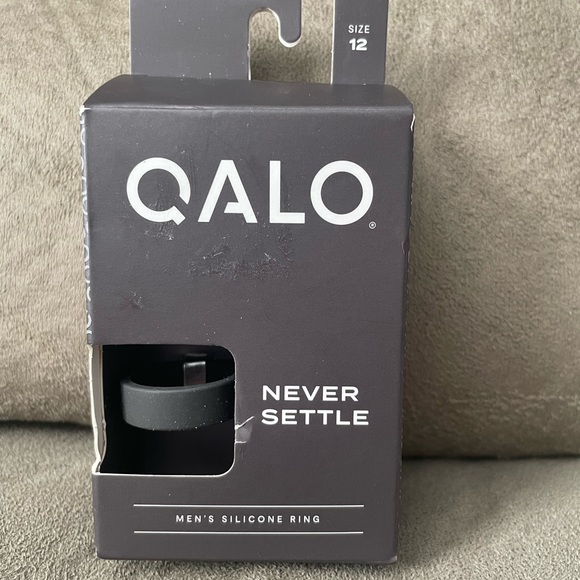 SIZE
12
QALO®
NEVER
SETTLE
MEN'S SILICONE RING